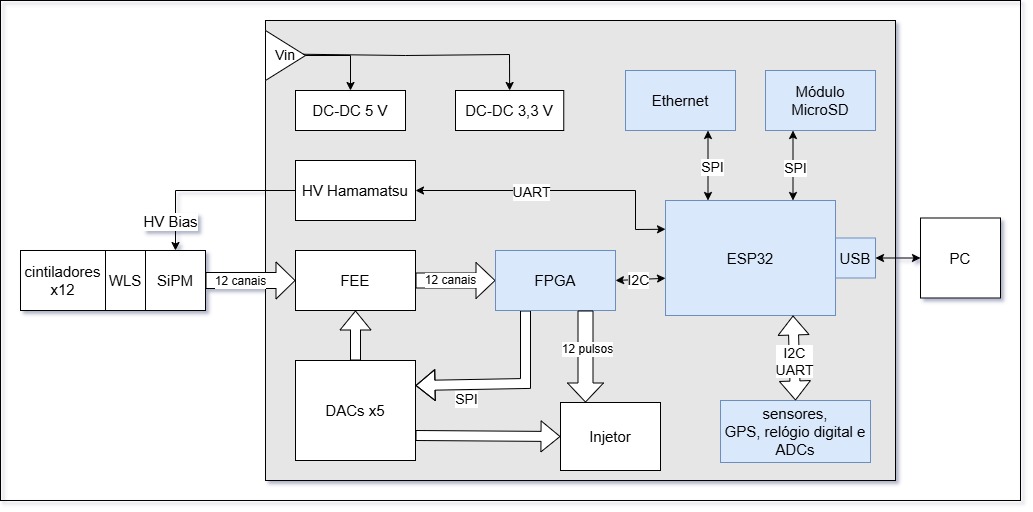 Vin
DC-DC 5 V
DC-DC 3,3 V
Ethernet
Módulo
MicroSD
SPI
SPI
HV Hamamatsu
UART
HV Bias
cintiladores
x12
WLS
SiPM
12 canais
FEE
12 canais
FPGA
I2C
ESP32
USB
PC
12 pulsos
I2C
UART
DACs x5
SPI
Injetor
sensores,
GPS, relógio digital e
ADCs